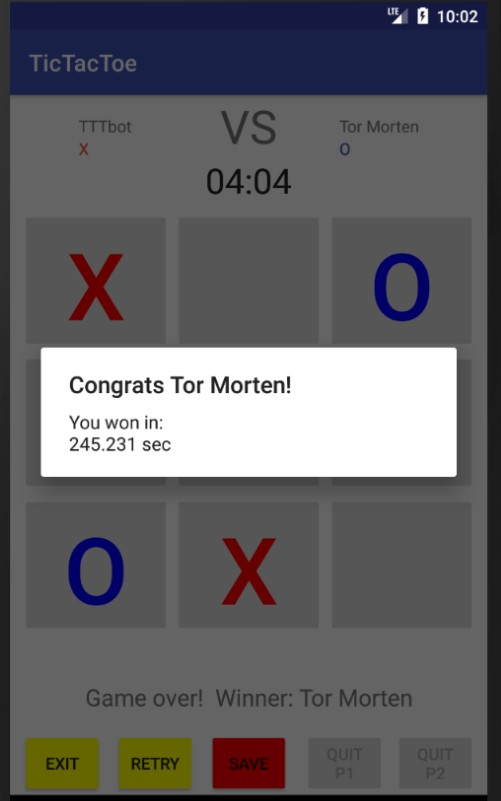 LTE 10:02
TicTacToe
TTTbot VS Tor Morten
X O
04:04
X O
Congrats Tor Morten!
You won in:
245.231 sec
O X
Game over! Winner: Tor Morten
EXIT RETRY SAVE QUIT P1 QUIT P2